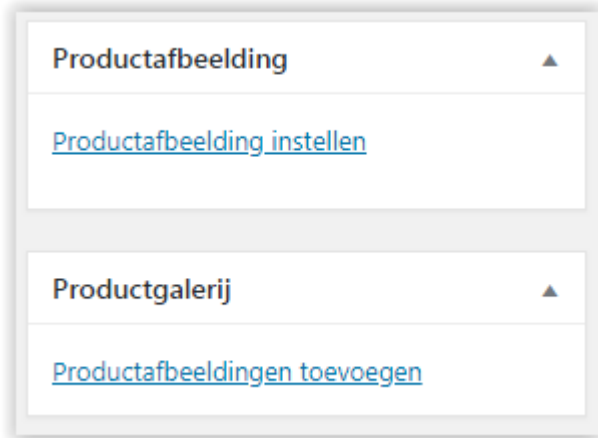 Productafbeelding
Productafbeelding instellen
Productgalerij
Productafbeeldingen toevoegen